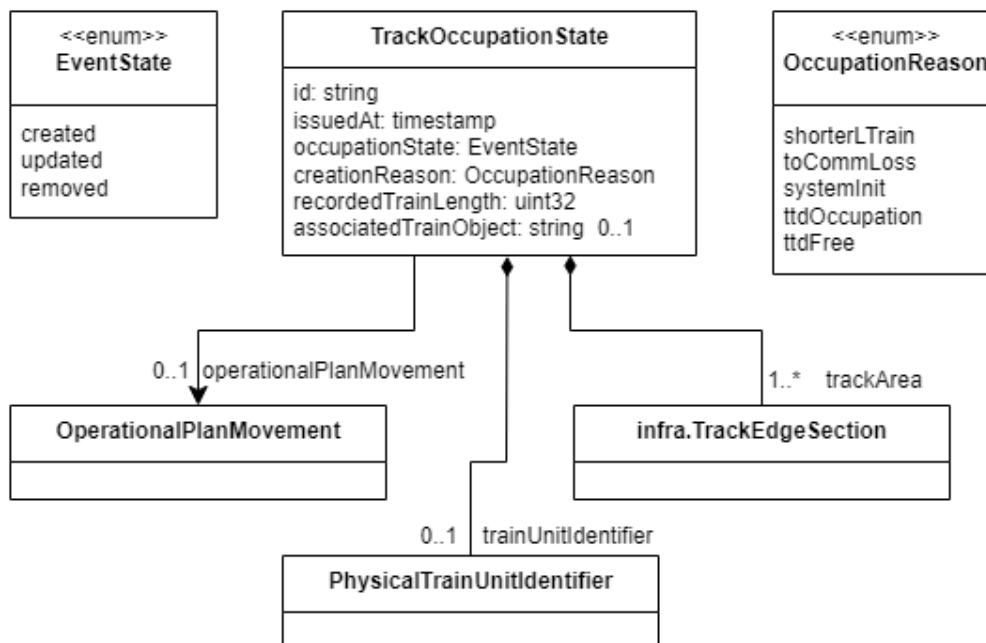 <<enum>>
EventState
created
updated
removed
TrackOccupationState
id: string
issuedAt: timestamp
occupationState: EventState
creationReason: OccupationReason
recordedTrainLength: uint32
associatedTrainObject: string 0..1
<<enum>>
OccupationReason
shorterLTrain
toCommLoss
systemInit
ttdOccupation
ttdFree
0..1 operationalPlanMovement
1..* trackArea
OperationalPlanMovement
infra.TrackEdgeSection
0..1 trainUnitIdentifier
PhysicalTrainUnitIdentifier